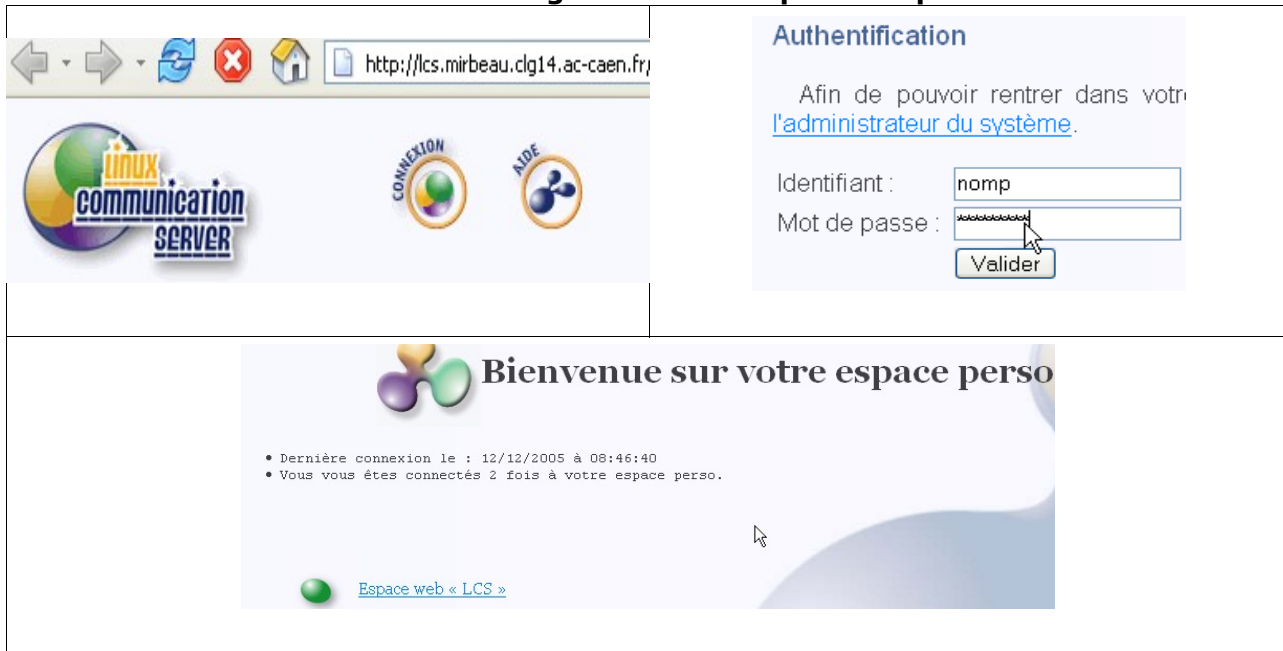 http://lcs.mirbeau.clg14.ac-caen.fr/
LINUX
COMMUNICATION
SERVER
CONNEXION
AIDE
Authentification
Afin de pouvoir rentrer dans
l'administrateur du système.
Identifiant : nomp
Mot de passe : **********
Valider
Bienvenue sur votre espace perso
• Dernière connexion le : 12/12/2005 à 08:46:40
• Vous vous êtes connectés 2 fois à votre espace perso.
Espace web « LCS »